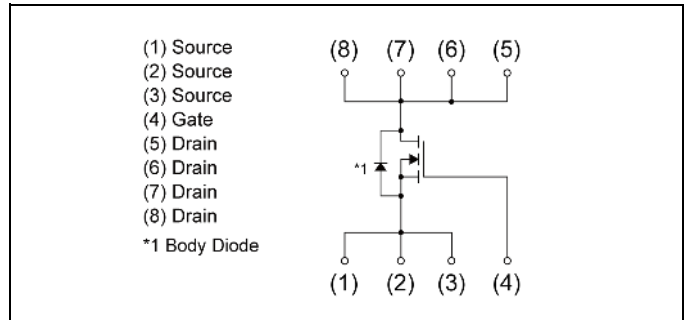 (1) Source
(2) Source
(3) Source
(4) Gate
(5) Drain
(6) Drain
(7) Drain
(8) Drain
*1 Body Diode
(8) (7) (6) (5)
*1
(1) (2) (3) (4)